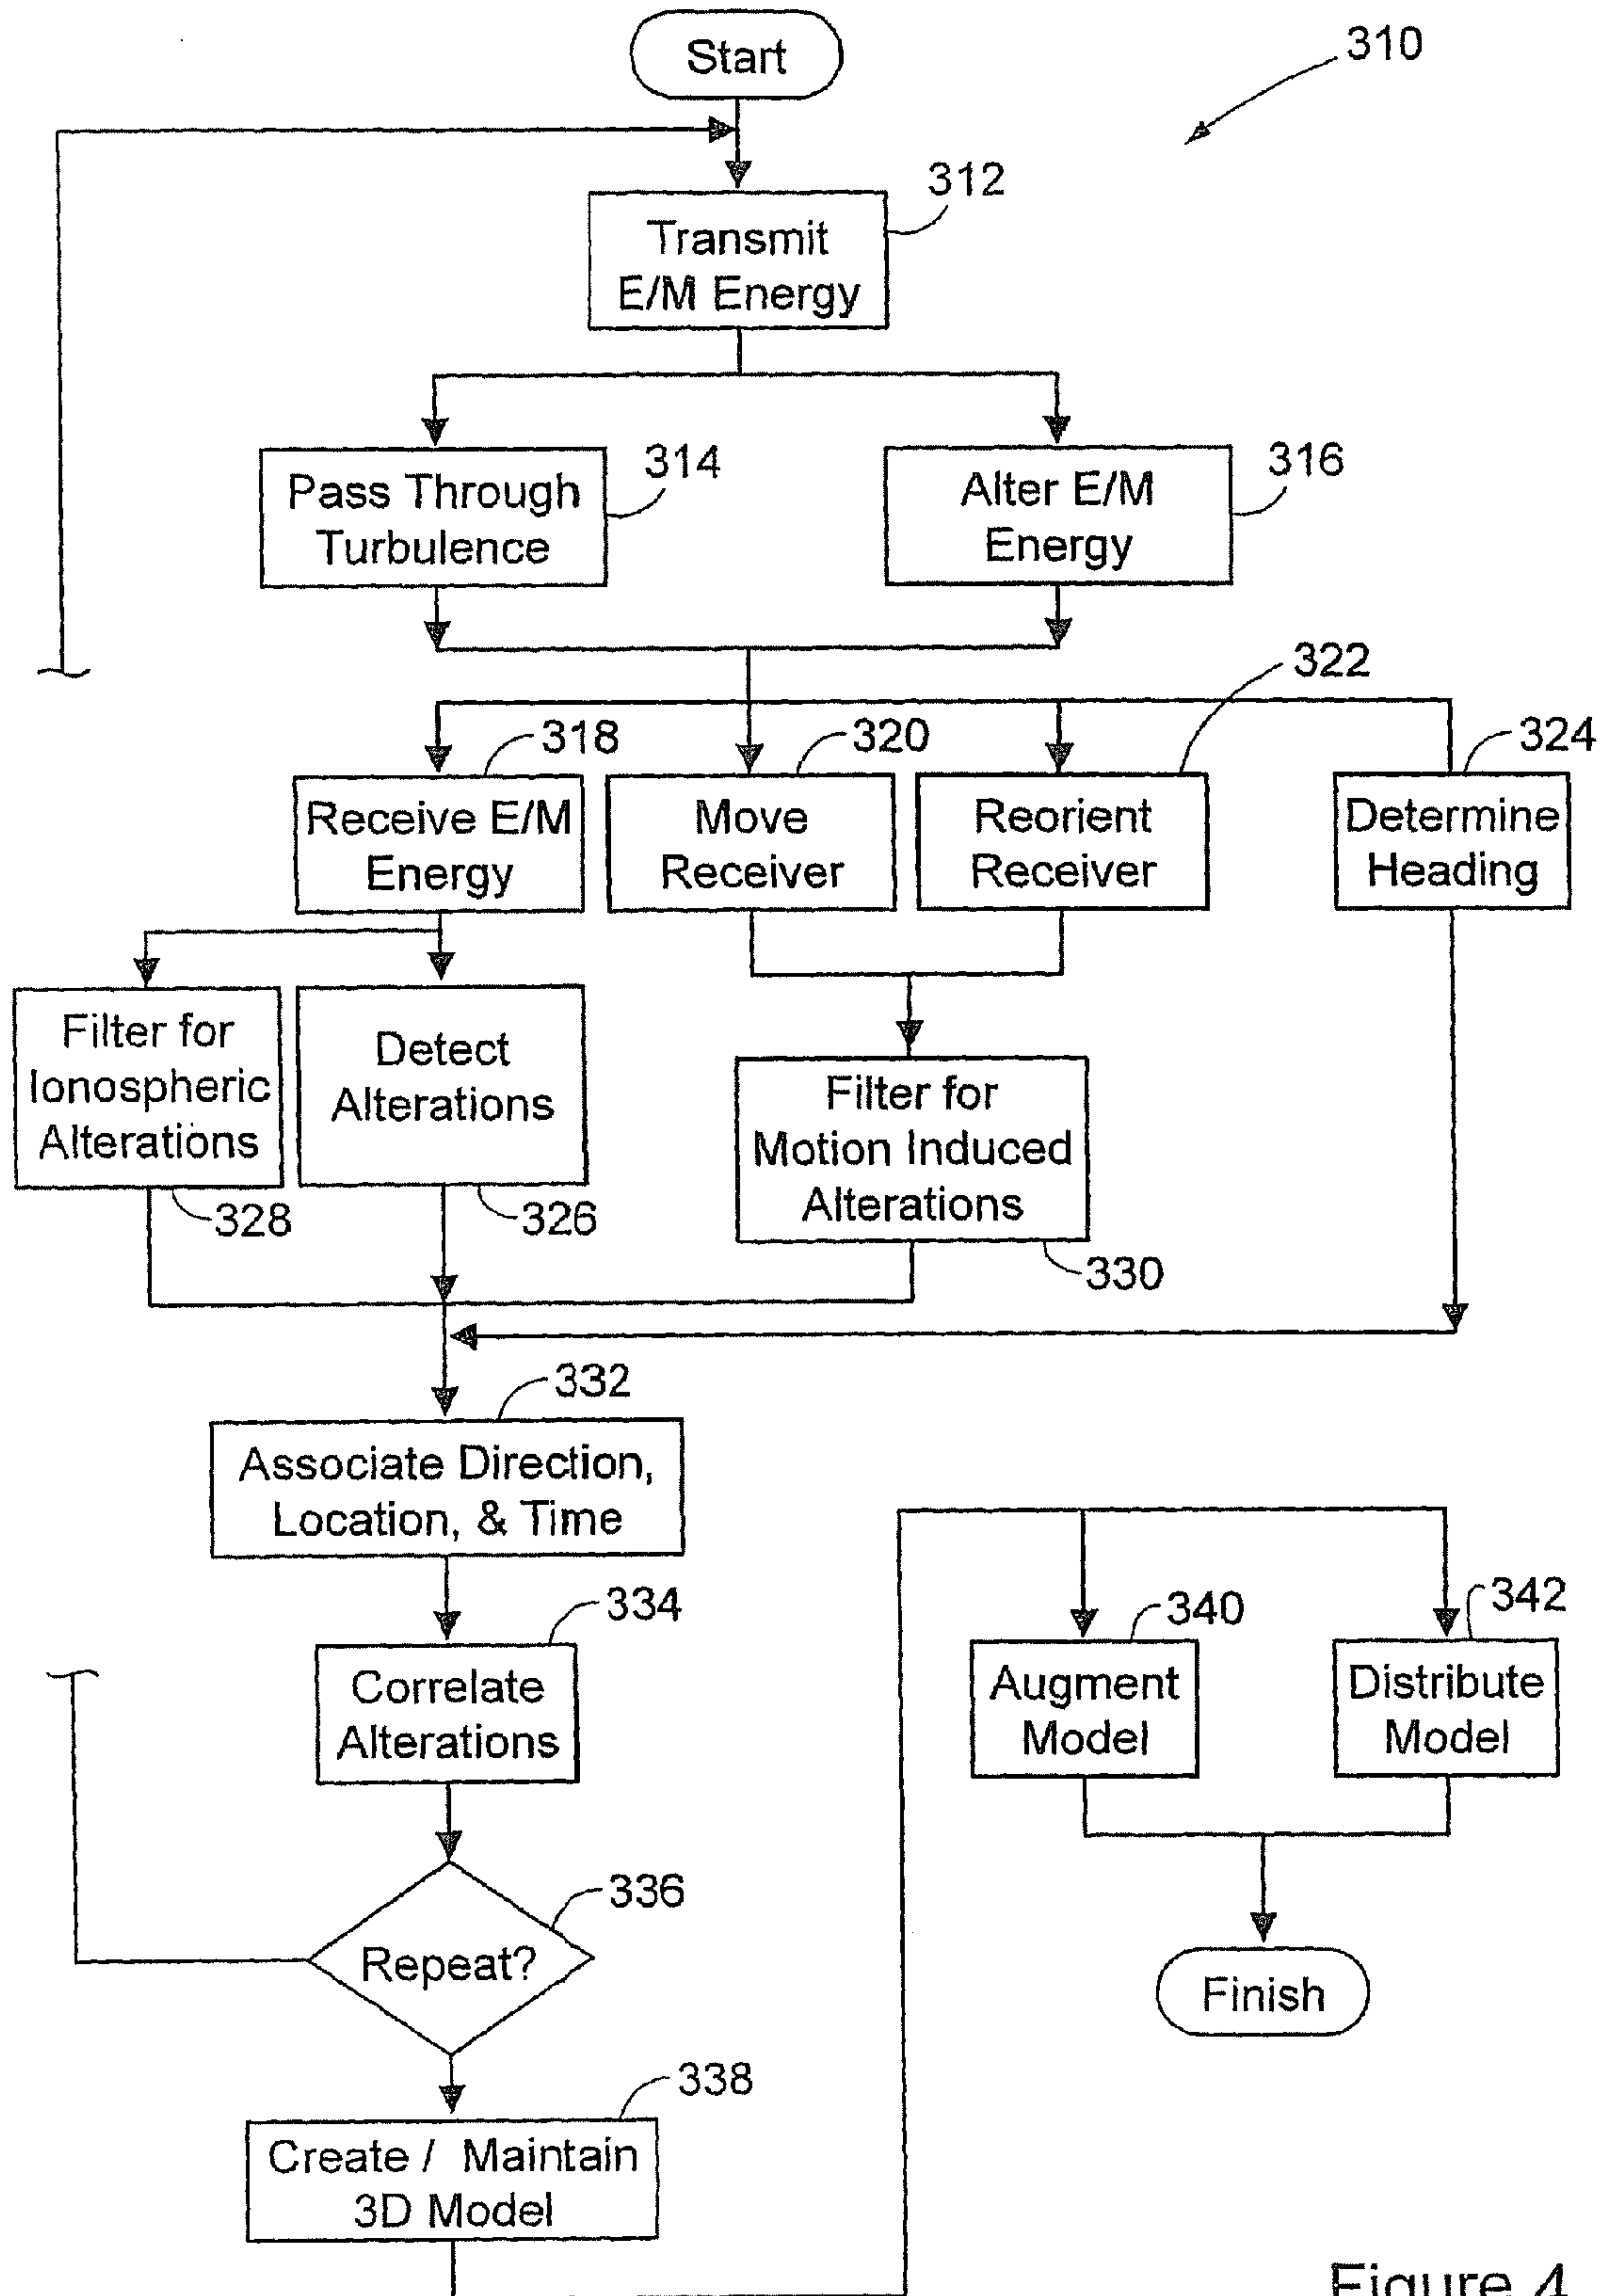 Start
310
312
Transmit
E/M Energy
314
Pass Through
Turbulence
316
Alter E/M
Energy
318
Receive E/M
Energy
320
Move
Receiver
322
Reorient
Receiver
324
Determine
Heading
Filter for
Ionospheric
Alterations
328
Detect
Alterations
326
Filter for
Motion Induced
Alterations
330
332
Associate Direction,
Location, & Time
334
Correlate
Alterations
336
Repeat?
338
Create / Maintain
3D Model
340
Augment
Model
342
Distribute
Model
Finish
Figure 4